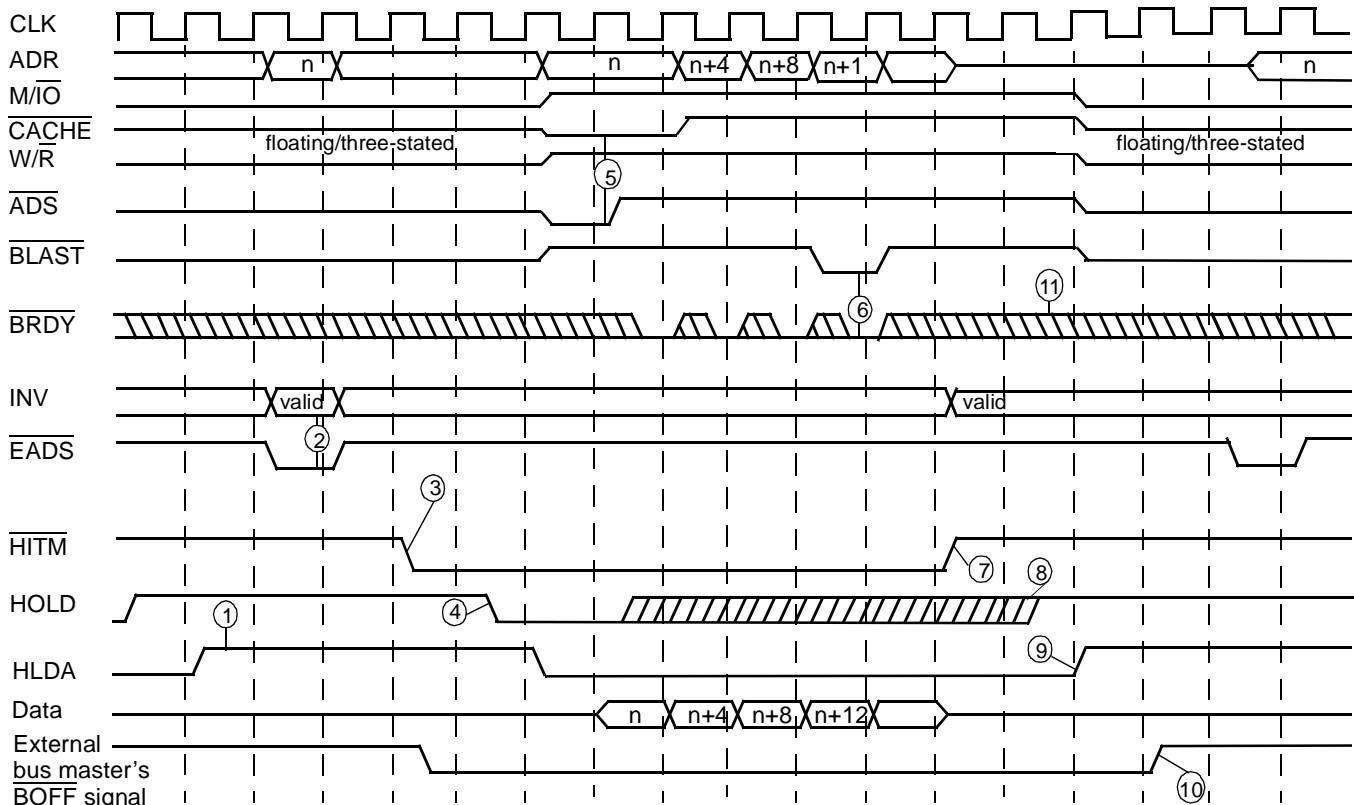 CLK
ADR n n n+4 n+8 n+1 n
M/IO
CACHE
floating/three-stated floating/three-stated
W/R
5
ADS
BLAST
11
6
BRDY
INV valid valid
2
EADS
3
HITM
7
8
HOLD 1 4
9
HLDA
Data n n+4 n+8 n+12
External
bus master's
10
BOFF signal